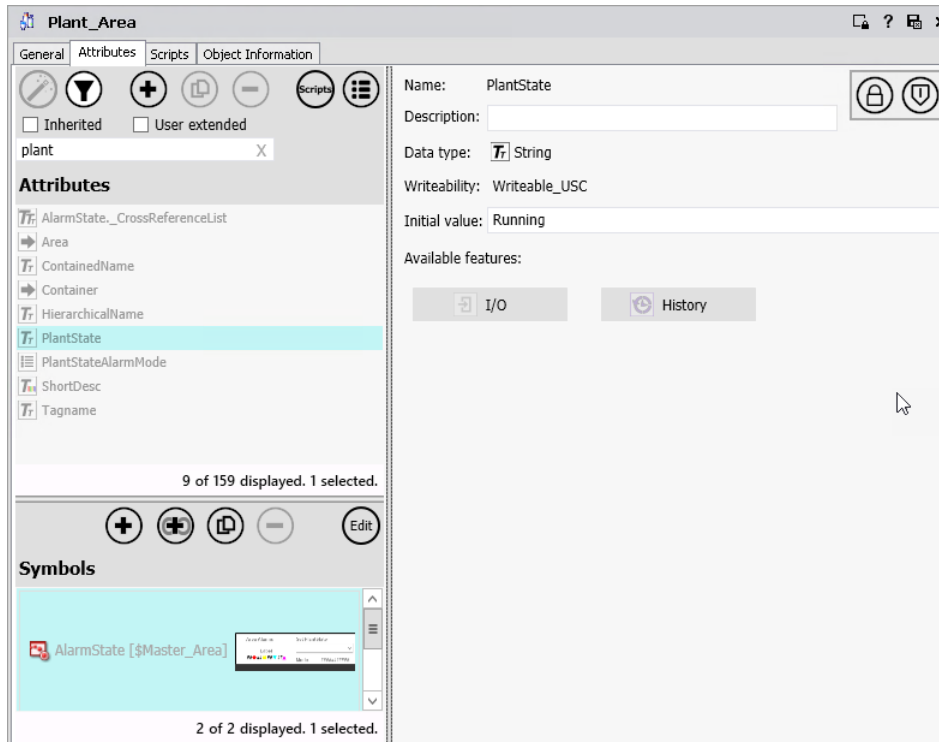 Plant_Area
General Attributes Scripts Object Information
Scripts
Inherited User extended
plant X
Attributes
AlarmState._CrossReferenceList
Area
ContainedName
Container
HierarchicalName
PlantState
PlantStateAlarmMode
ShortDesc
Tagname
9 of 159 displayed. 1 selected.
Edit
Symbols
AlarmState [$Master_Area]
2 of 2 displayed. 1 selected.
Name: PlantState
Description:
Data type: String
Writeability: Writeable_USC
Initial value: Running
Available features:
I/O History